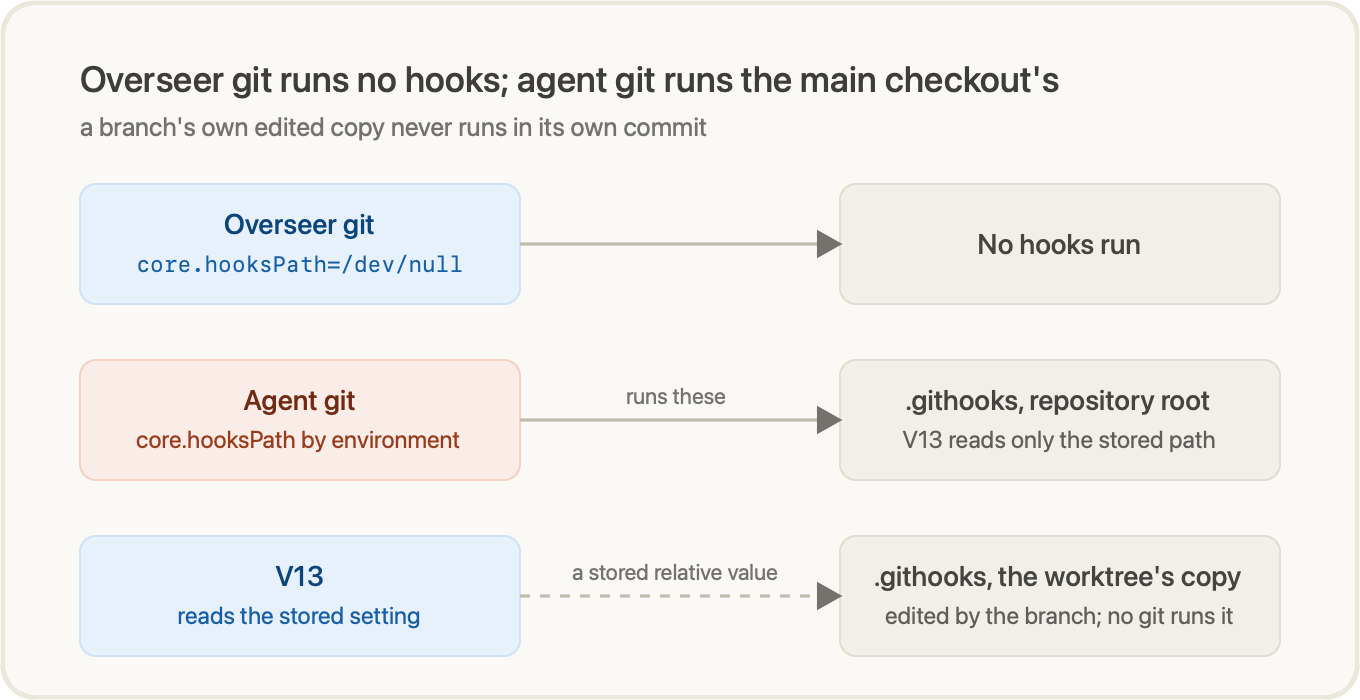 Overseer git runs no hooks; agent git runs the main checkout's
a branch's own edited copy never runs in its own commit
Overseer git
core.hooksPath=/dev/null
No hooks run
Agent git
core.hooksPath by environment
runs these
.githooks, repository root
V13 reads only the stored path
V13
reads the stored setting
a stored relative value
.githooks, the worktree's copy
edited by the branch; no git runs it